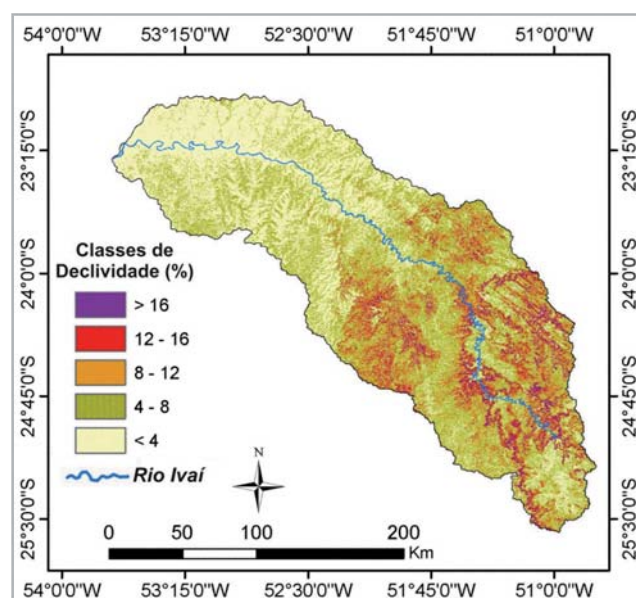 54°0'0"W 53°15'0"W 52°30'0"W 51°45'0"W 51°0'0"W
23°15'0"S 23°15'0"S
24°0'0"S 24°0'0"S
24°45'0"S 24°45'0"S
25°30'0"S 25°30'0"S
Classes de
Declividade (%)
> 16
12 - 16
8 - 12
4 - 8
< 4
Rio Ivaí
N
0 50 100 200
Km
54°0'0"W 53°15'0"W 52°30'0"W 51°45'0"W 51°0'0"W